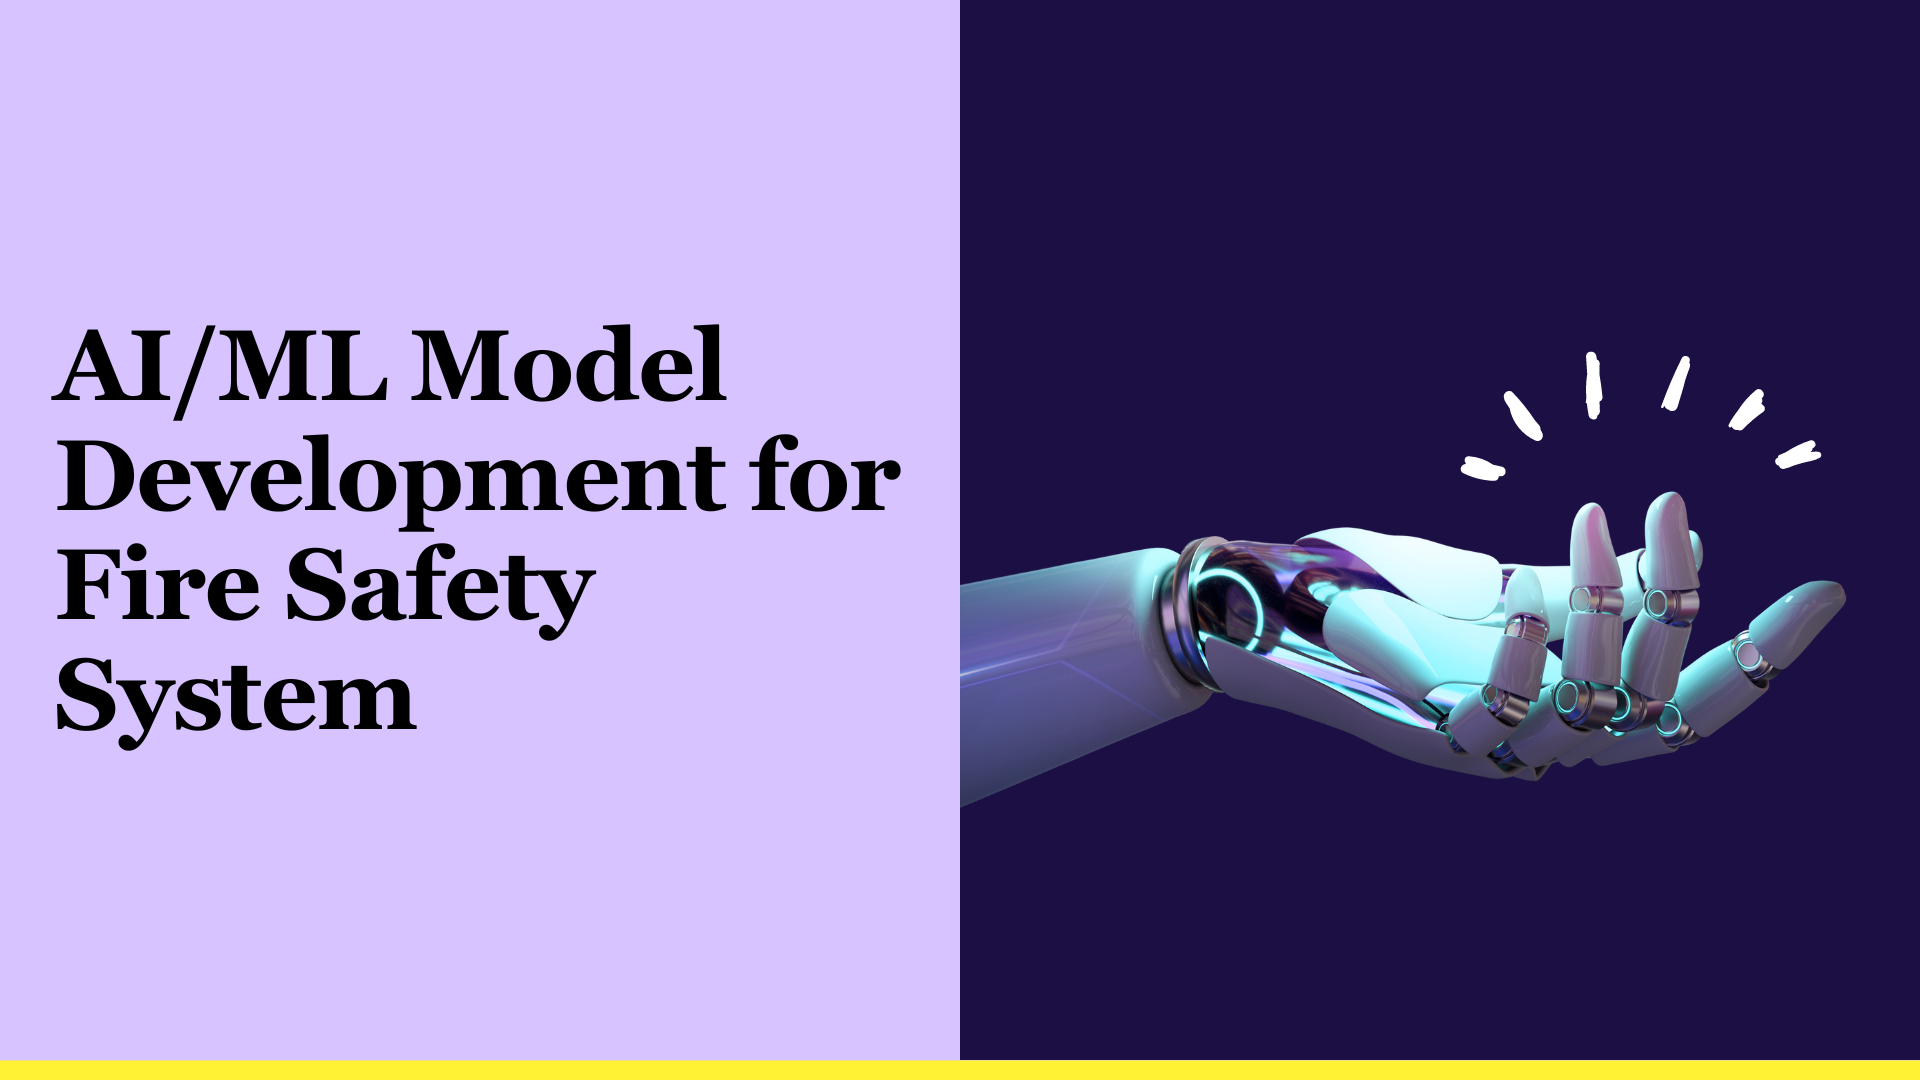 AI/ML Model
Development for
Fire Safety
System